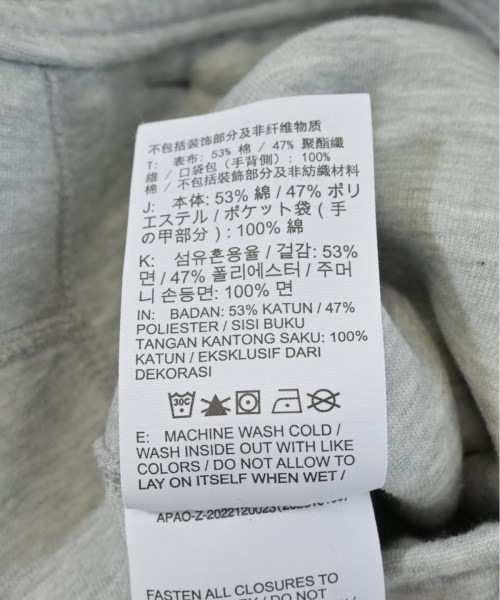 不包括装饰部分及非纤维物质
T: 表布: 53% 棉 / 47% 聚酯纖
維 / 口袋包 (手背側) : 100%
棉 / 不包括裝飾部分及非紡織材料
J: 本体: 53% 綿 / 47% ポリ
エステル / ポケット袋 ( 手
の甲部分 ) : 100% 綿
K: 섬유혼용율 / 겉감: 53%
면 / 47% 폴리에스터 / 주머
니 손등면: 100% 면
IN: BADAN: 53% KATUN / 47%
POLIESTER / SISI BUKU
TANGAN KANTONG SAKU: 100%
KATUN / EKSKLUSIF DARI
DEKORASI
30C
E: MACHINE WASH COLD /
WASH INSIDE OUT WITH LIKE
COLORS / DO NOT ALLOW TO
LAY ON ITSELF WHEN WET /
APAO-Z-2022120023
FASTEN ALL CLOSURES TO